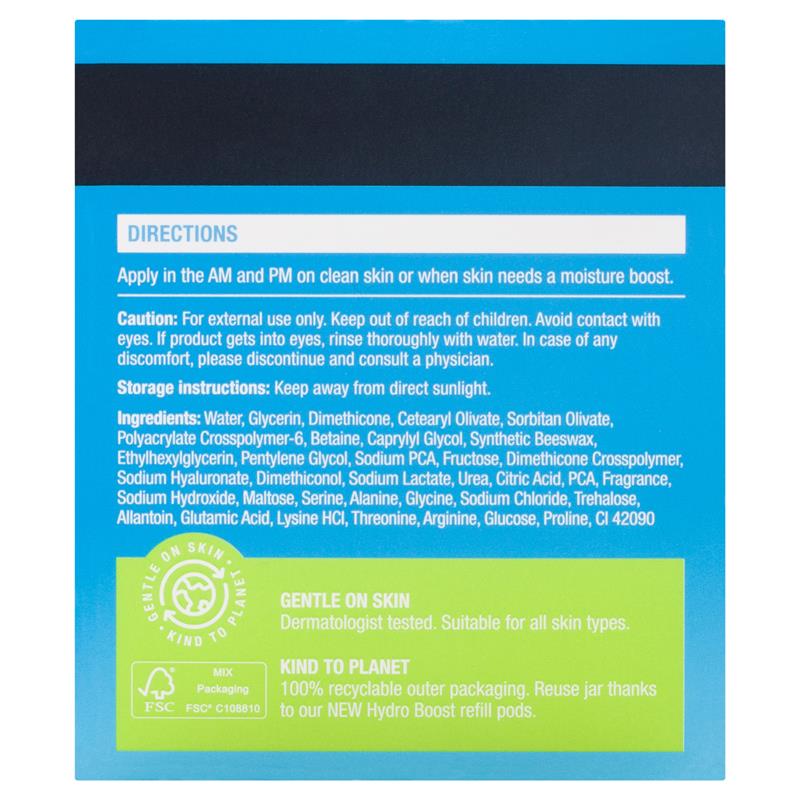 DIRECTIONS
Apply in the AM and PM on clean skin or when skin needs a moisture boost.
Caution: For external use only. Keep out of reach of children. Avoid contact with
eyes. If product gets into eyes, rinse thoroughly with water. In case of any
discomfort, please discontinue and consult a physician.
Storage instructions: Keep away from direct sunlight.
Ingredients: Water, Glycerin, Dimethicone, Cetearyl Olivate, Sorbitan Olivate,
Polyacrylate Crosspolymer-6, Betaine, Caprylyl Glycol, Synthetic Beeswax,
Ethylhexylglycerin, Pentylene Glycol, Sodium PCA, Fructose, Dimethicone Crosspolymer,
Sodium Hyaluronate, Dimethiconol, Sodium Lactate, Urea, Citric Acid, PCA, Fragrance,
Sodium Hydroxide, Maltose, Serine, Alanine, Glycine, Sodium Chloride, Trehalose,
Allantoin, Glutamic Acid, Lysine HCl, Threonine, Arginine, Glucose, Proline, CI 42090
GENTLE ON SKIN •
KIND TO PLANET •
GENTLE ON SKIN
Dermatologist tested. Suitable for all skin types.
KIND TO PLANET
100% recyclable outer packaging. Reuse jar thanks
to our NEW Hydro Boost refill pods.
FSC
MIX
Packaging
FSC® C108810